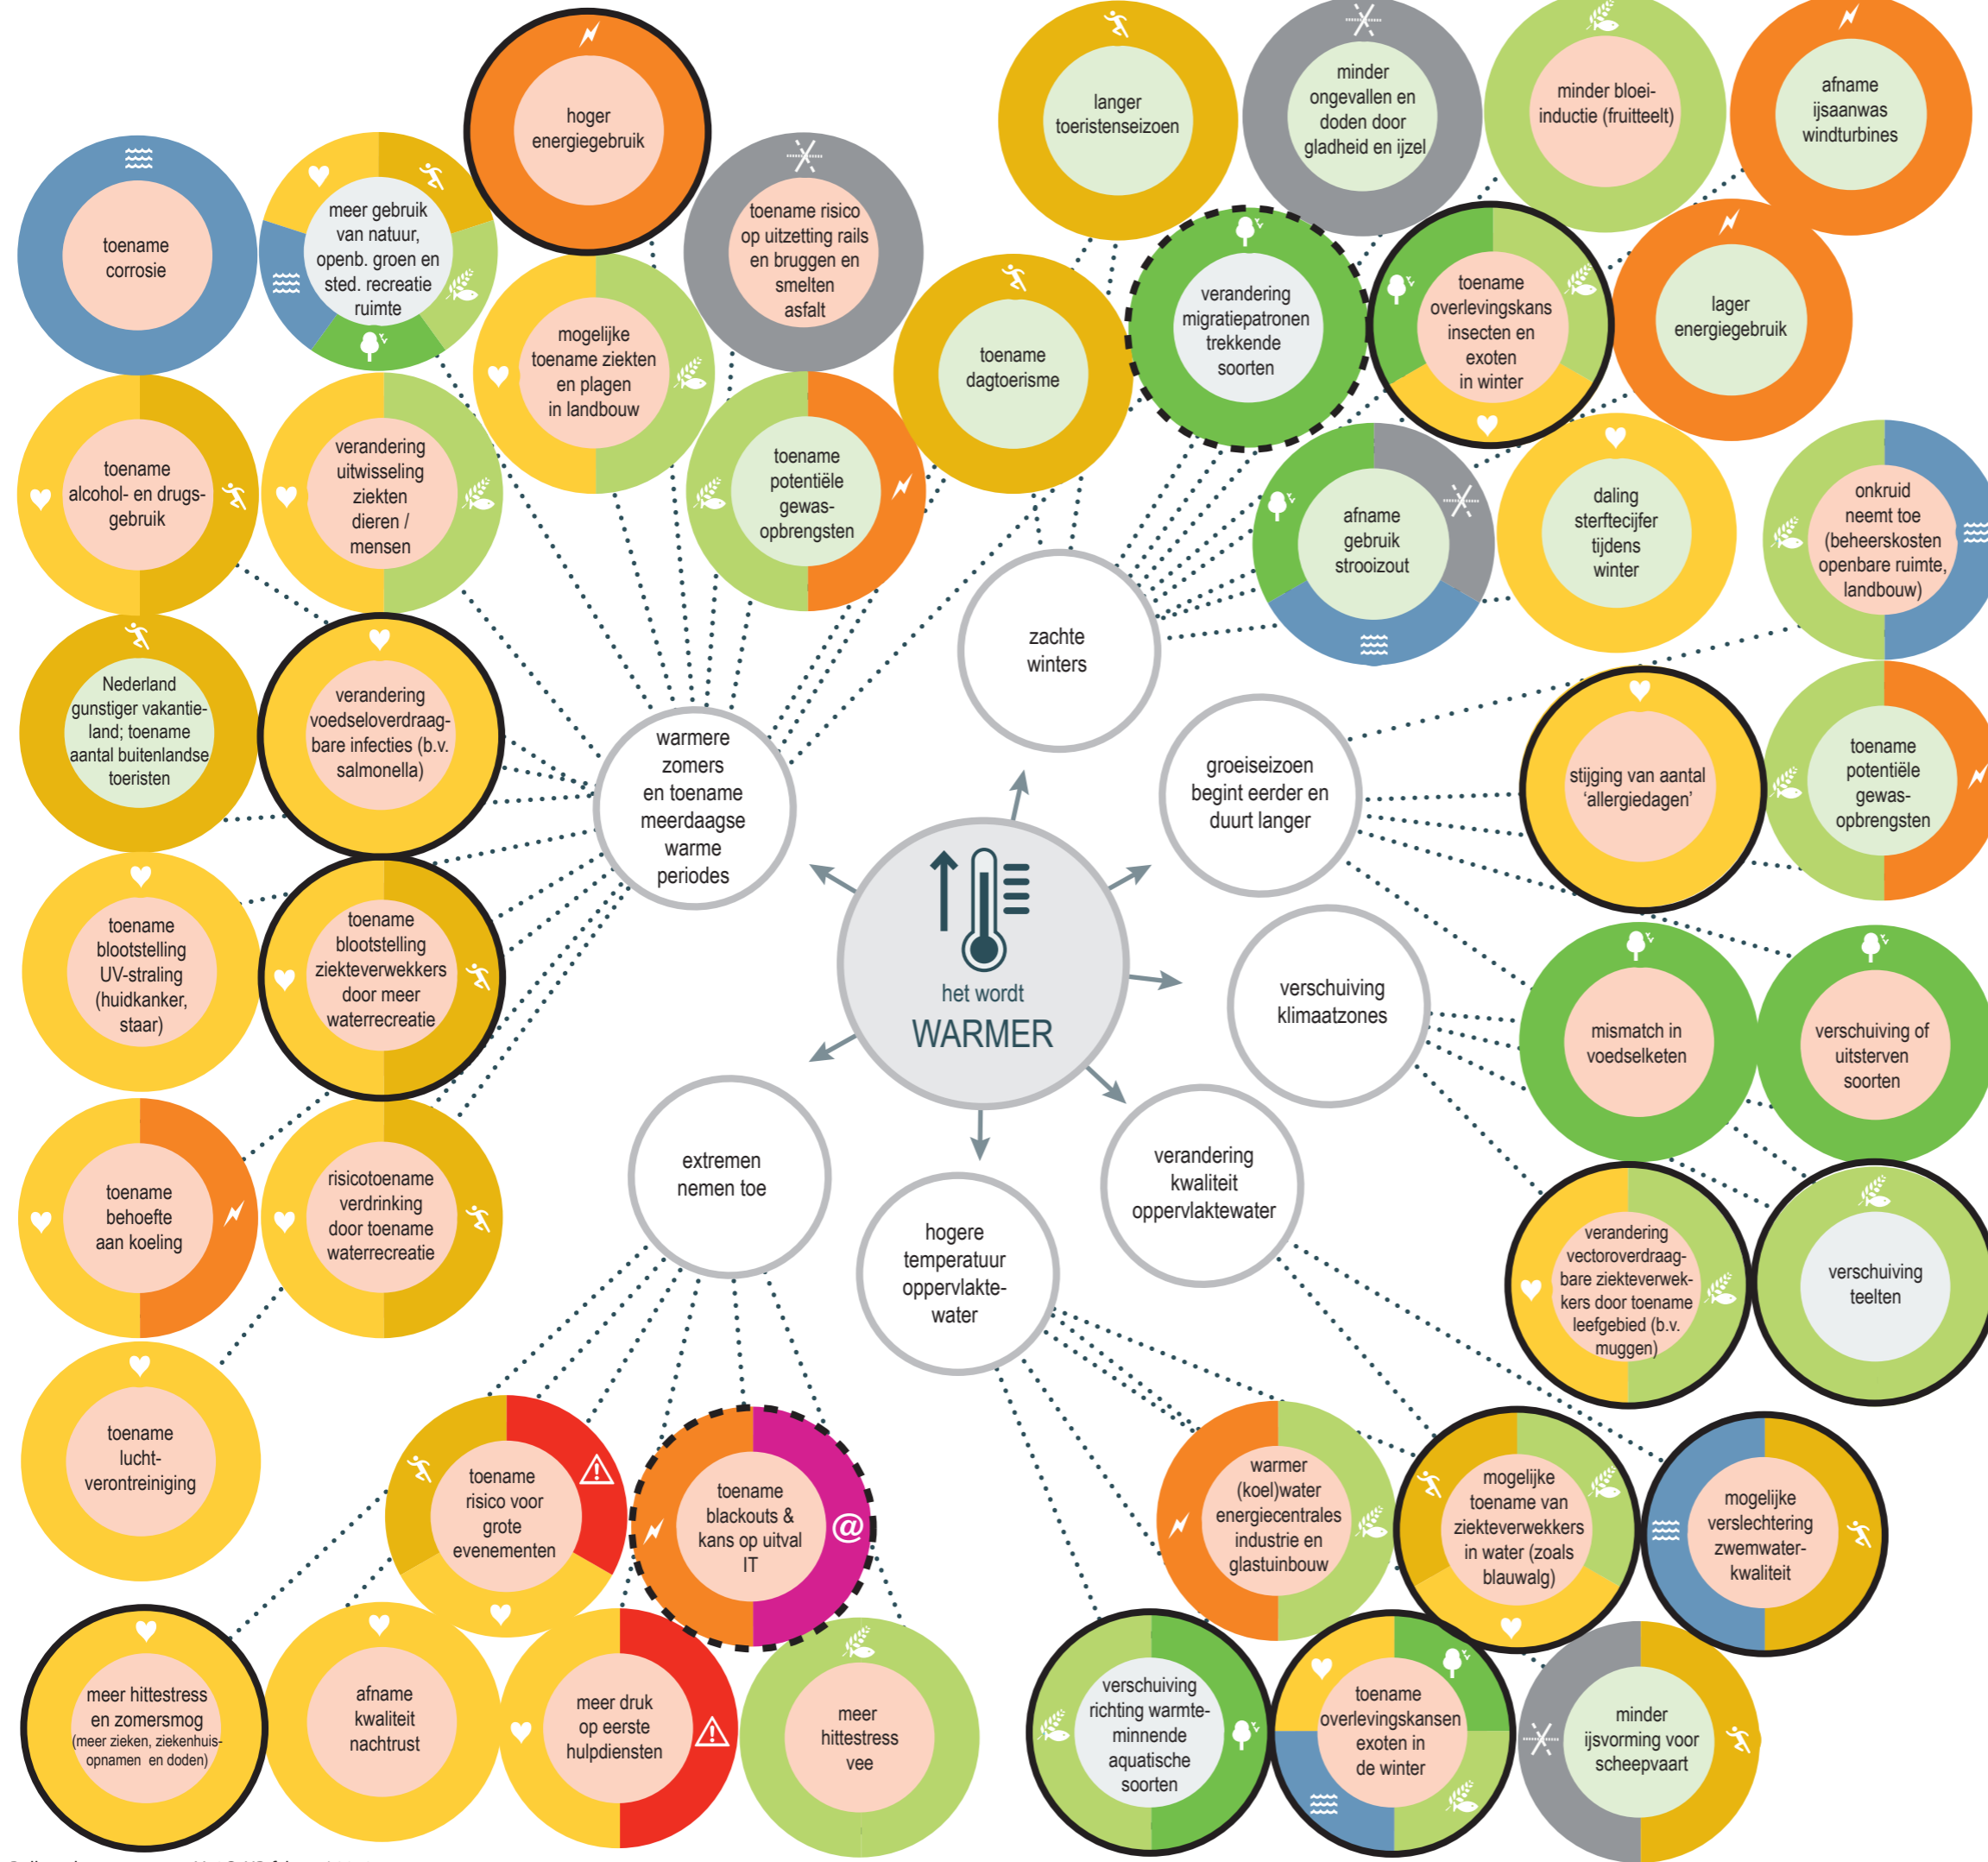 hoger
energiegebruik
langer
toeristenseizoen
minder
ongevallen en
doden door
gladheid en ijzel
minder bloei-
inductie (fruitteelt)
afname
ijsaanwas
windturbines
toename
corrosie
meer gebruik
van natuur,
openb. groen en
sted. recreatie
ruimte
mogelijke
toename ziekten
en plagen
in landbouw
toename risico
op uitzetting rails
en bruggen en
smelten
asfalt
toename
dagtoerisme
verandering
migratiepatronen
trekkende
soorten
toename
overlevingskans
insecten en
exoten
in winter
lager
energiegebruik
toename
alcohol- en drugs-
gebruik
verandering
uitwisseling
ziekten
dieren /
mensen
toename
potentiële
gewas-
opbrengsten
afname
gebruik
strooizout
daling
sterftecijfer
tijdens
winter
onkruid
neemt toe
(beheerskosten
openbare ruimte,
landbouw)
Nederland
gunstiger vakantie-
land; toename
aantal buitenlandse
toeristen
verandering
voedseloverdraag-
bare infecties (b.v.
salmonella)
warmere
zomers
en toename
meerdaagse
warme
periodes
zachte
winters
groeiseizoen
begint eerder en
duurt langer
stijging van aantal
‘allergiedagen’
toename
potentiële
gewas-
opbrengsten
toename
blootstelling
UV-straling
(huidkanker,
staar)
toename
blootstelling
ziekteverwekkers
door meer
waterrecreatie
het wordt
WARMER
verschuiving
klimaatzones
mismatch in
voedselketen
verschuiving of
uitsterven
soorten
toename
behoefte
aan koeling
risicotoename
verdrinking
door toename
waterrecreatie
extremen
nemen toe
hogere
temperatuur
oppervlakte-
water
verandering
kwaliteit
oppervlaktewater
verandering
vectoroverdraag-
bare ziekteverwek-
kers door toename
leefgebied (b.v.
muggen)
verschuiving
teelten
toename
lucht-
verontreiniging
toename
risico voor
grote
evenementen
toename
blackouts &
kans op uitval
IT
@
warmer
(koel)water
energiecentrales
industrie en
glastuinbouw
mogelijke
toename van
ziekteverwekkers
in water (zoals
blauwalg)
mogelijke
verslechtering
zwemwater-
kwaliteit
meer hittestress
en zomersmog
(meer zieken, ziekenhuis-
opnamen en doden)
afname
kwaliteit
nachtrust
meer druk
op eerste
hulpdiensten
meer
hittestress
vee
verschuiving
richting warmte-
minnende
aquatische
soorten
toename
overlevingskansen
exoten in
de winter
minder
ijsvorming voor
scheepvaart